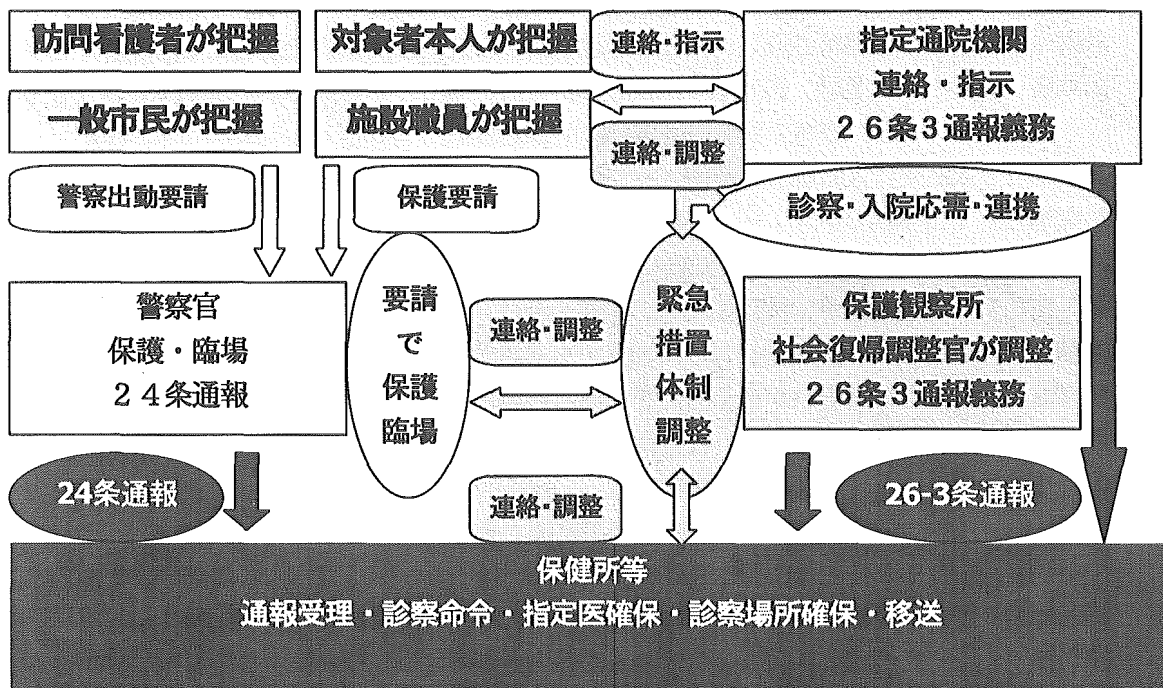 訪問看護者が把握
対象者本人が把握
連絡・指示
指定通院機関
連絡・指示
２６条３通報義務
一般市民が把握
施設職員が把握
連絡・調整
警察出動要請
保護要請
診察・入院応需・連携
警察官
保護・臨場
２４条通報
要請
で
保護
臨場
連絡・調整
緊急
措置
体制
調整
保護観察所
社会復帰調整官が調整
２６条３通報義務
24条通報
連絡・調整
26-3条通報
保健所等
通報受理・診察命令・指定医確保・診察場所確保・移送